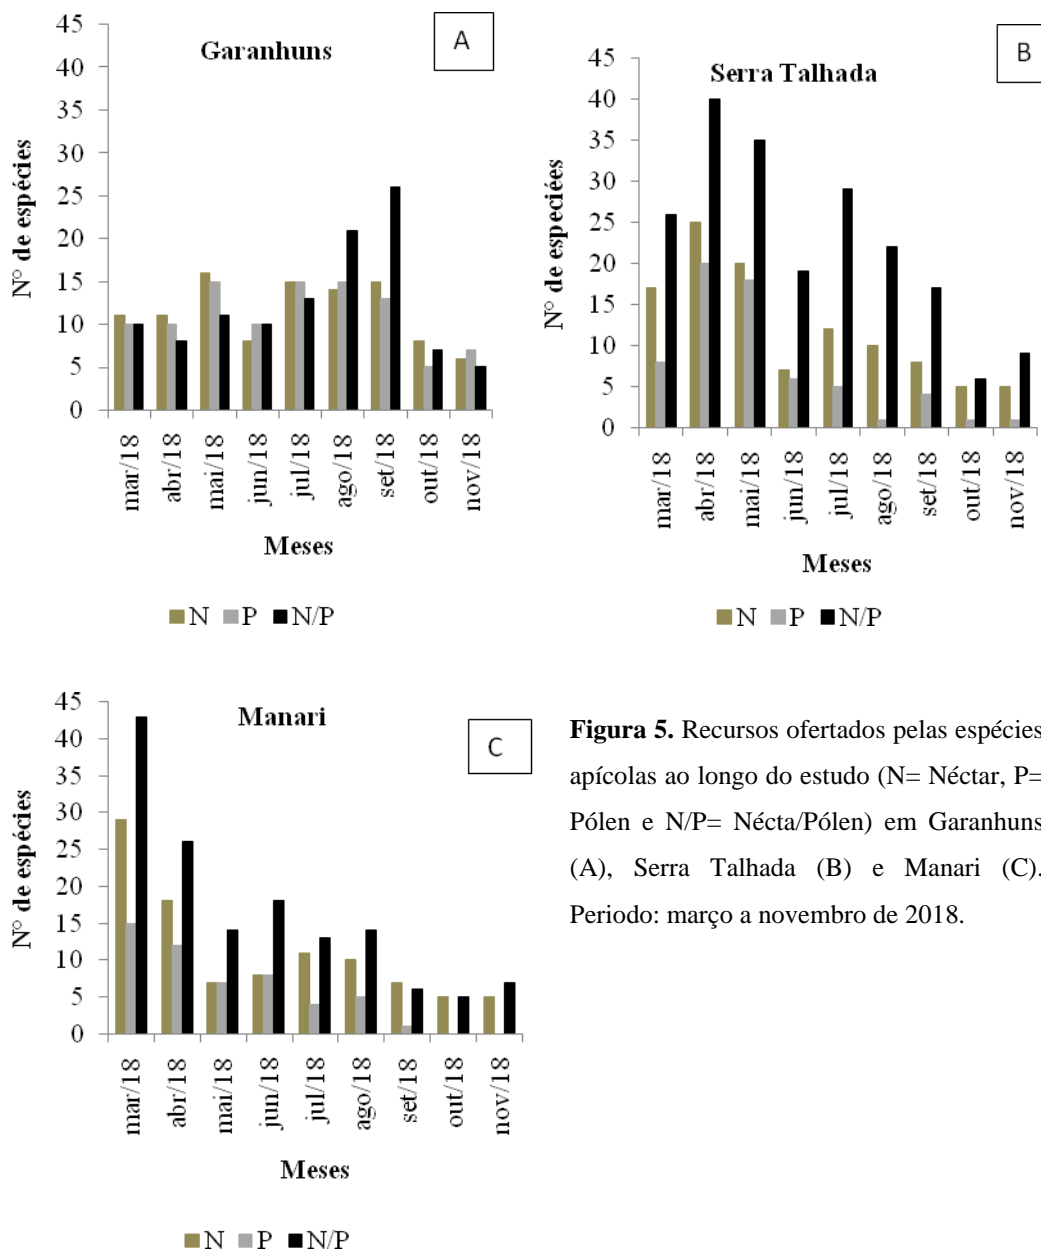 Garanhuns
A
N° de espécies
45
40
35
30
25
20
15
10
5
0
mar/18
abr/18
mai/18
jun/18
jul/18
ago/18
set/18
out/18
nov/18
Meses
N P N/P
Serra Talhada
B
N° de especiées
45
40
35
30
25
20
15
10
5
0
mar/18
abr/18
mai/18
jun/18
jul/18
ago/18
set/18
out/18
nov/18
Meses
N P N/P
Manari
C
N° de espécies
45
40
35
30
25
20
15
10
5
0
mar/18
abr/18
mai/18
jun/18
jul/18
ago/18
set/18
out/18
nov/18
Meses
N P N/P
Figura 5. Recursos ofertados pelas espécies
apícolas ao longo do estudo (N= Néctar, P=
Pólen e N/P= Nécta/Pólen) em Garanhuns
(A), Serra Talhada (B) e Manari (C).
Periodo: março a novembro de 2018.